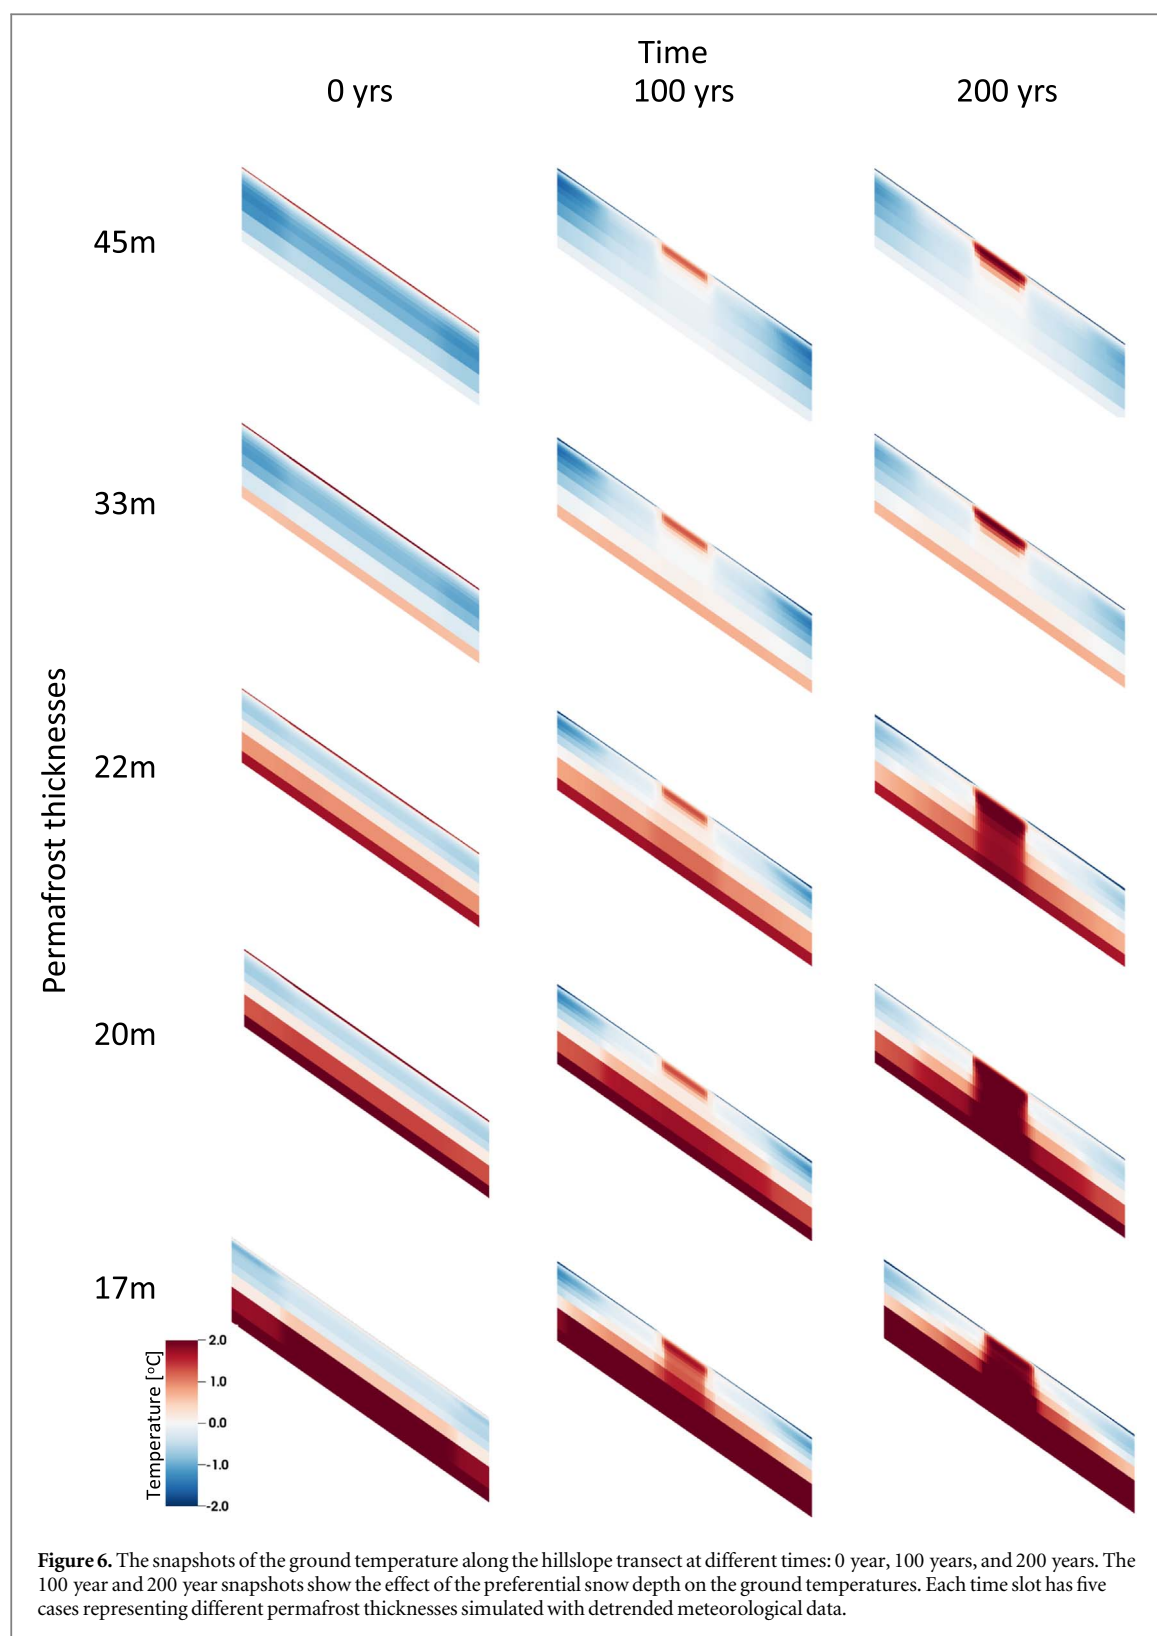 Time
0 yrs 100 yrs 200 yrs
45m
33m
22m
20m
17m
Permafrost thicknesses
Temperature [°C]
2.0
1.0
0.0
-1.0
-2.0
Figure 6. The snapshots of the ground temperature along the hillslope transect at different times: 0 year, 100 years, and 200 years. The
100 year and 200 year snapshots show the effect of the preferential snow depth on the ground temperatures. Each time slot has five
cases representing different permafrost thicknesses simulated with detrended meteorological data.